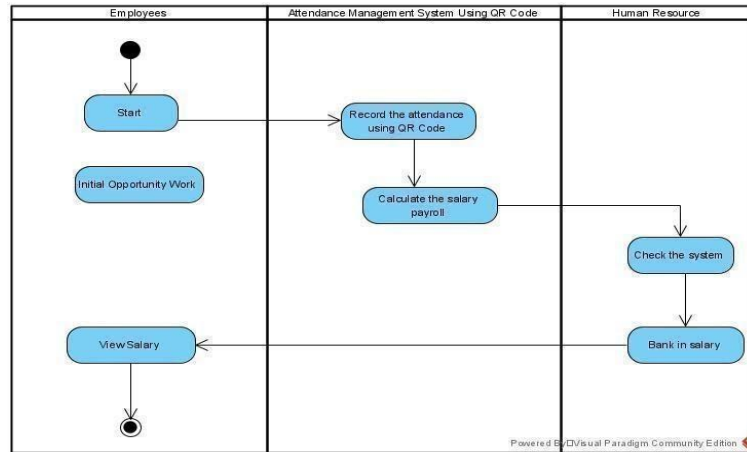 Employees
Attendance Management System Using QR Code
Human Resource
Start
Record the attendance
using QR Code
Initial Opportunity Work
Calculate the salary
payroll
Check the system
View Salary
Bank in salary
Powered By Visual Paradigm Community Edition